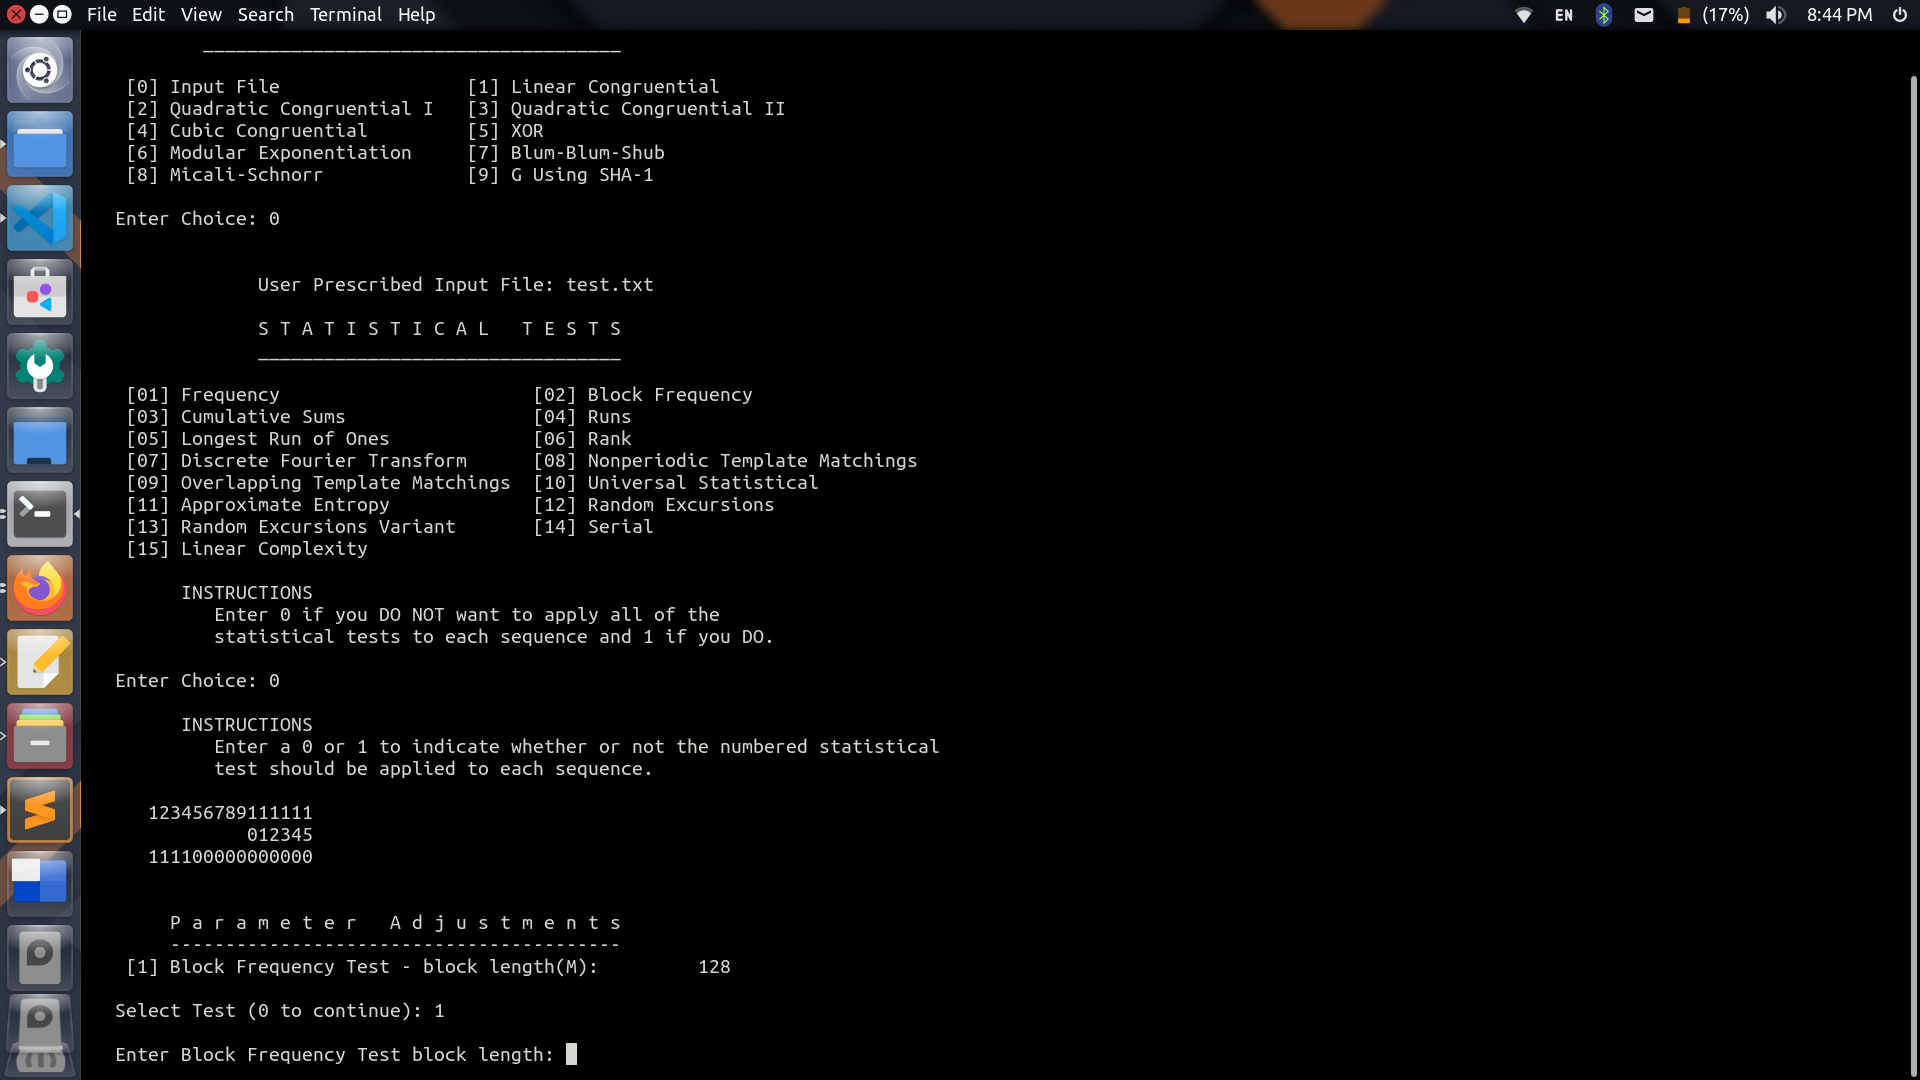 File Edit View Search Terminal Help EN (17%) 8:44 PM
[0] Input File [1] Linear Congruential
[2] Quadratic Congruential I [3] Quadratic Congruential II
[4] Cubic Congruential [5] XOR
[6] Modular Exponentiation [7] Blum-Blum-Shub
[8] Micali-Schnorr [9] G Using SHA-1
Enter Choice: 0
User Prescribed Input File: test.txt
S T A T I S T I C A L T E S T S
_________________________________
[01] Frequency [02] Block Frequency
[03] Cumulative Sums [04] Runs
[05] Longest Run of Ones [06] Rank
[07] Discrete Fourier Transform [08] Nonperiodic Template Matchings
[09] Overlapping Template Matchings [10] Universal Statistical
[11] Approximate Entropy [12] Random Excursions
[13] Random Excursions Variant [14] Serial
[15] Linear Complexity
INSTRUCTIONS
Enter 0 if you DO NOT want to apply all of the
statistical tests to each sequence and 1 if you DO.
Enter Choice: 0
INSTRUCTIONS
Enter a 0 or 1 to indicate whether or not the numbered statistical
test should be applied to each sequence.
123456789111111
012345
111100000000000
P a r a m e t e r A d j u s t m e n t s
-----------------------------------------
[1] Block Frequency Test - block length(M): 128
Select Test (0 to continue): 1
Enter Block Frequency Test block length: